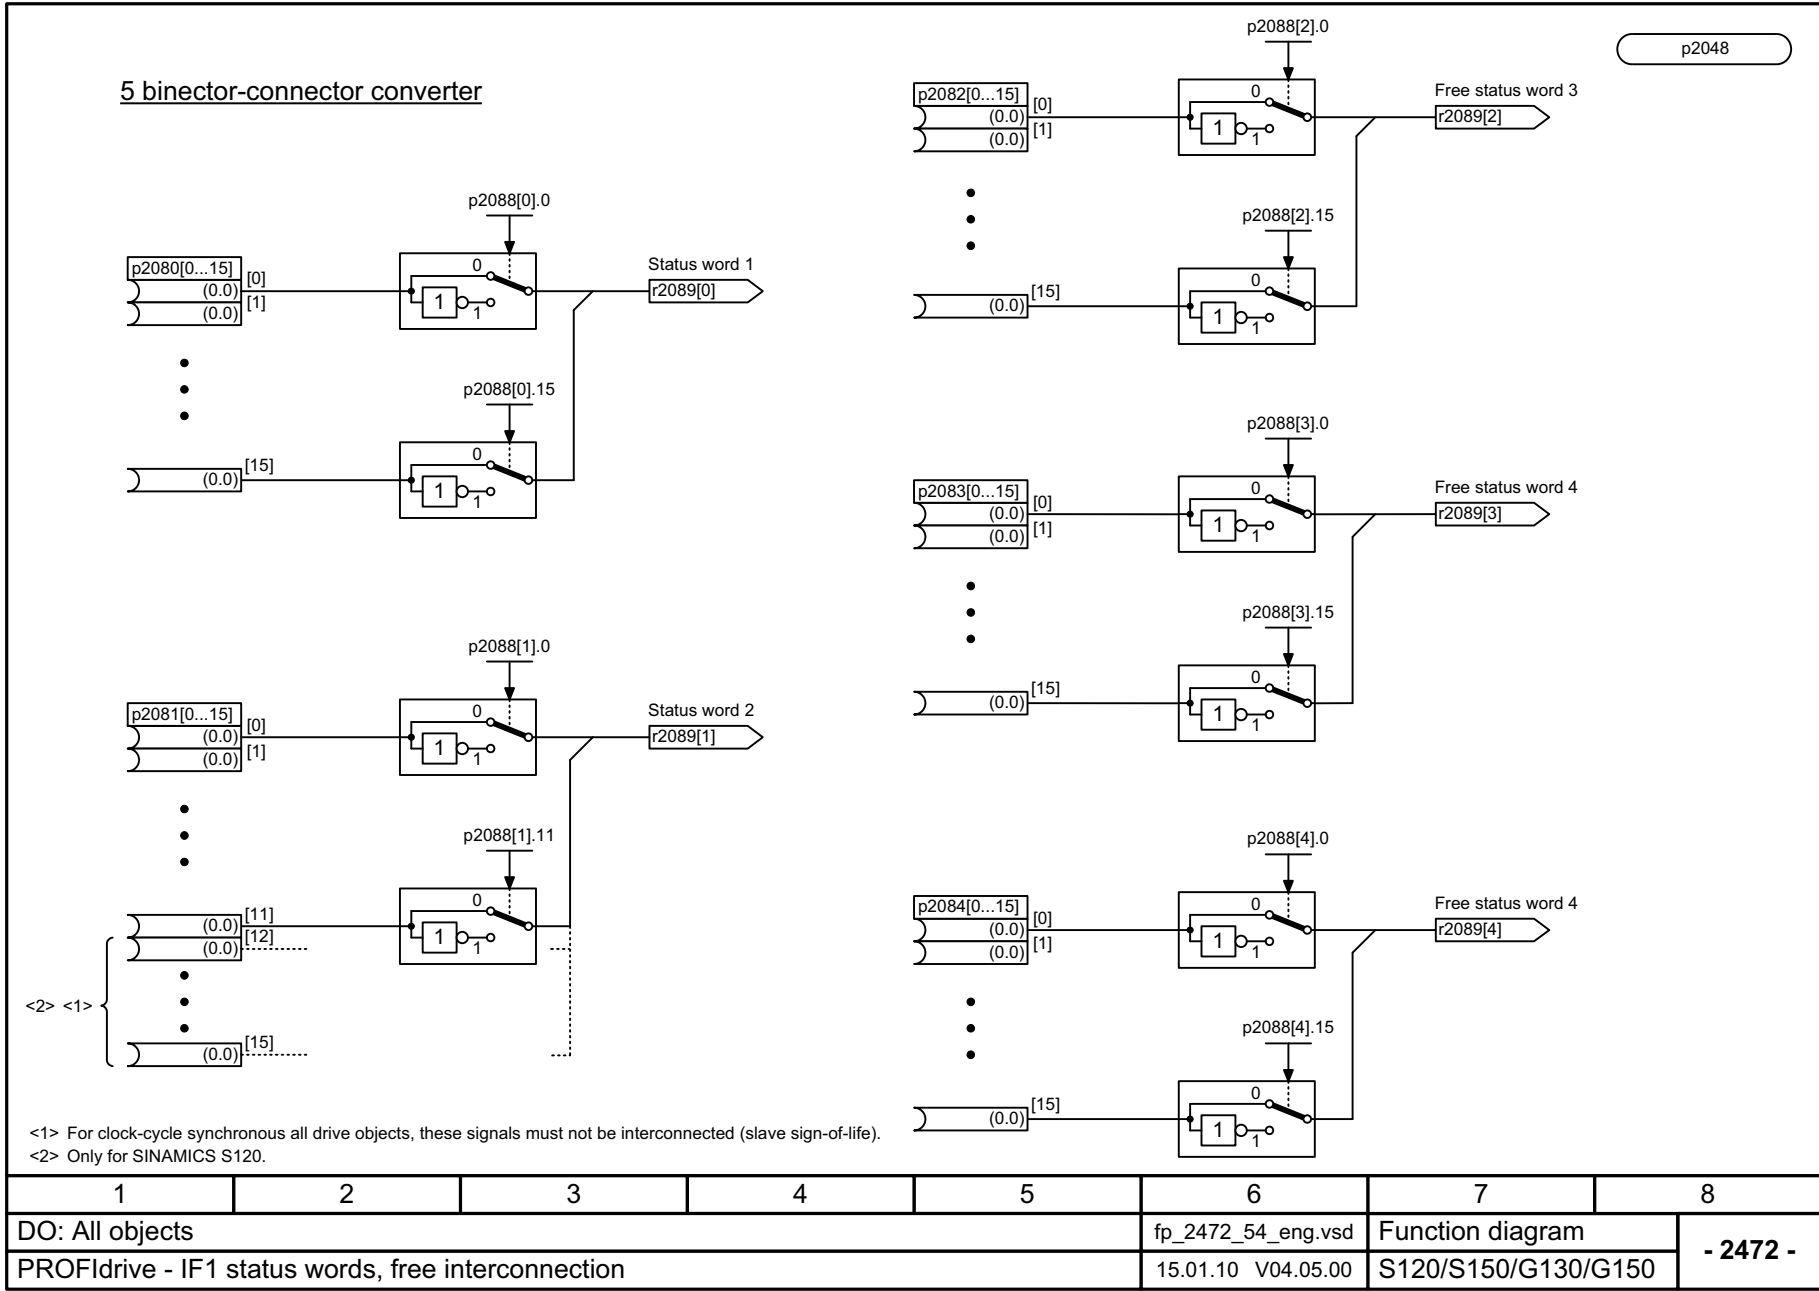 5 binector-connector converter
p2048
p2088[0].0
p2080[0...15]
[0]
(0.0)
[1]
(0.0)
0
1
1
Status word 1
r2089[0]
p2088[0].15
[15]
(0.0)
0
1
1
p2088[1].0
p2081[0...15]
[0]
(0.0)
[1]
(0.0)
0
1
1
Status word 2
r2089[1]
p2088[1].11
[11]
(0.0)
[12]
(0.0)
0
1
1
<2> <1>
[15]
(0.0)
p2088[2].0
p2082[0...15]
[0]
(0.0)
[1]
(0.0)
0
1
1
Free status word 3
r2089[2]
p2088[2].15
[15]
(0.0)
0
1
1
p2088[3].0
p2083[0...15]
[0]
(0.0)
[1]
(0.0)
0
1
1
Free status word 4
r2089[3]
p2088[3].15
[15]
(0.0)
0
1
1
p2088[4].0
p2084[0...15]
[0]
(0.0)
[1]
(0.0)
0
1
1
Free status word 4
r2089[4]
p2088[4].15
[15]
(0.0)
0
1
1
<1> For clock-cycle synchronous all drive objects, these signals must not be interconnected (slave sign-of-life).
<2> Only for SINAMICS S120.
1 2 3 4 5 6 7 8
DO: All objects
fp_2472_54_eng.vsd
Function diagram
- 2472 -
PROFIdrive - IF1 status words, free interconnection
15.01.10 V04.05.00
S120/S150/G130/G150